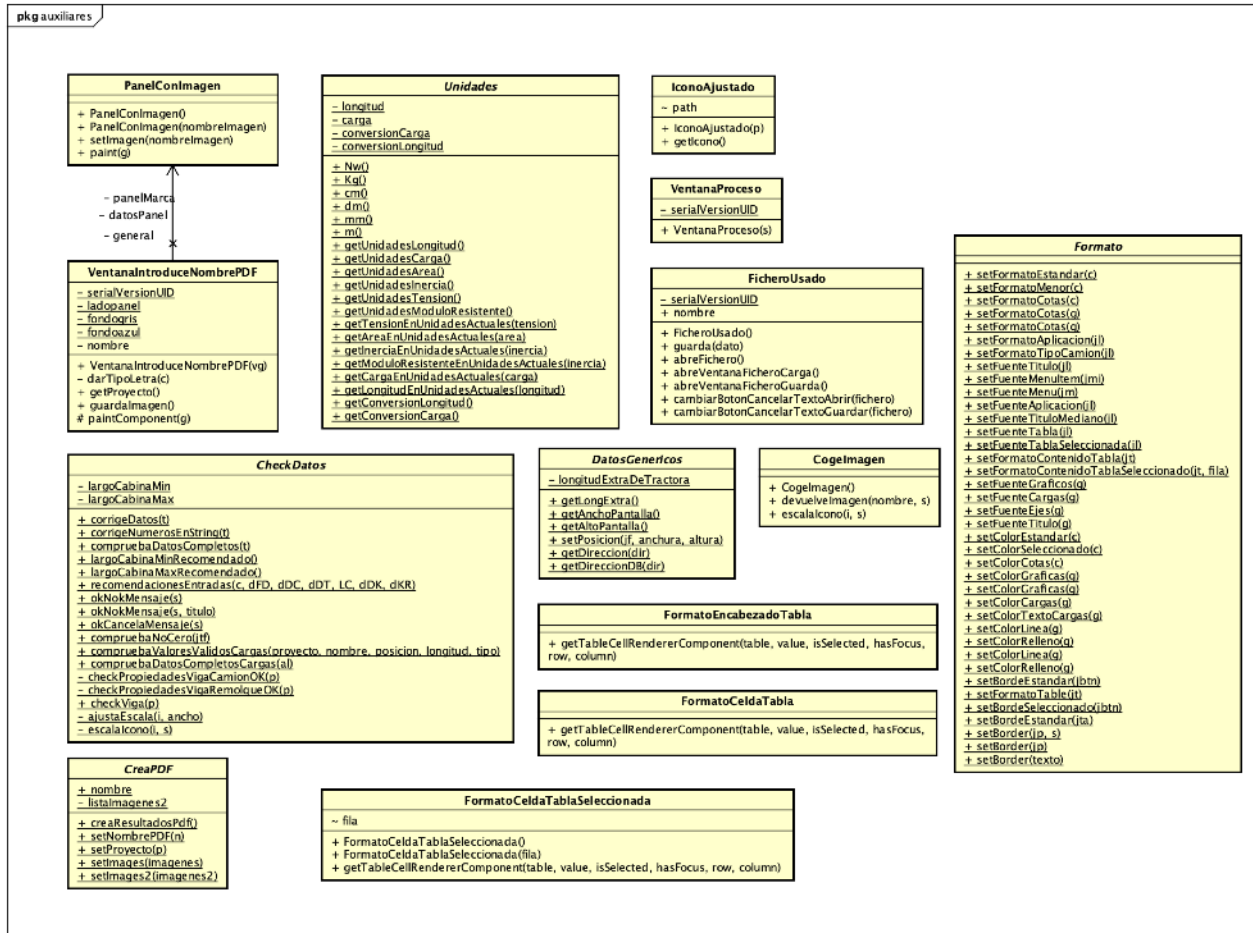 pkg auxiliares
PanelConImagen
+ PanelConImagen()
+ PanelConImagen(nombreImagen)
+ setImagen(nombreImagen)
+ paint(g)
- panelMarca
- datosPanel
- general
VentanaIntroduceNombrePDF
- serialVersionUID
- ladopanel
- fondogris
- fondoazul
- nombre
+ VentanaIntroduceNombrePDF(vg)
- darTipoLetra(c)
+ getProyecto()
+ guardaImagen()
# paintComponent(g)
Unidades
- longitud
- carga
- conversionCarga
- conversionLongitud
+ Nw()
+ Kg()
+ cm()
+ dm()
+ mm()
+ m()
+ getUnidadesLongitud()
+ getUnidadesCarga()
+ getUnidadesArea()
+ getUnidadesInercia()
+ getUnidadesTension()
+ getUnidadesModuloResistente()
+ getTensionEnUnidadesActuales(tension)
+ getAreaEnUnidadesActuales(area)
+ getInerciaEnUnidadesActuales(inercia)
+ getModuloResistenteEnUnidadesActuales(inercia)
+ getCargaEnUnidadesActuales(carga)
+ getLongitudEnUnidadesActuales(longitud)
+ getConversionLongitud()
+ getConversionCarga()
IconoAjustado
~ path
+ IconoAjustado(p)
+ getIcono()
VentanaProceso
- serialVersionUID
+ VentanaProceso(s)
FicheroUsado
- serialVersionUID
+ nombre
+ FicheroUsado()
+ guarda(dato)
+ abreFichero()
+ abreVentanaFicheroCarga()
+ abreVentanaFicheroGuarda()
+ cambiarBotonCancelarTextoAbrir(fichero)
+ cambiarBotonCancelarTextoGuardar(fichero)
Formato
+ setFormatoEstandar(c)
+ setFormatoMenor(c)
+ setFormatoCotas(c)
+ setFormatoCotas(g)
+ setFormatoCotas(g)
+ setFormatoAplicacion(jl)
+ setFormatoTipoCamion(jl)
+ setFuenteTitulo(jl)
+ setFuenteMenuItem(jmi)
+ setFuenteMenu(jm)
+ setFuenteAplicacion(jl)
+ setFuenteTituloMediano(jl)
+ setFuenteTabla(jl)
+ setFuenteTablaSeleccionada(jl)
+ setFormatoContenidoTabla(jt)
+ setFormatoContenidoTablaSeleccionado(jt, fila)
+ setFuenteGraficos(g)
+ setFuenteCargas(g)
+ setFuenteEjes(g)
+ setFuenteTitulo(g)
+ setColorEstandar(c)
+ setColorSeleccionado(c)
+ setColorCotas(c)
+ setColorGraficas(g)
+ setColorGraficas(g)
+ setColorCargas(g)
+ setColorTextoCargas(g)
+ setColorLinea(g)
+ setColorRelleno(g)
+ setColorLinea(g)
+ setColorRelleno(g)
+ setBordeEstandar(jbtn)
+ setFormatoTable(jt)
+ setBordeSeleccionado(jbtn)
+ setBordeEstandar(jta)
+ setBorder(jp, s)
+ setBorder(jp)
+ setBorder(texto)
CheckDatos
- largoCabinaMin
- largoCabinaMax
+ corrigeDatos(t)
+ corrigeNumerosEnString(t)
+ compruebaDatosCompletos(t)
+ largoCabinaMinRecomendado()
+ largoCabinaMaxRecomendado()
+ recomendacionesEntradas(c, dFD, dDC, dDT, LC, dDK, dKR)
+ okNokMensaje(s)
+ okNokMensaje(s, titulo)
+ okCancelaMensaje(s)
+ compruebaNoCero(jtf)
+ compruebaValoresValidosCargas(proyecto, nombre, posicion, longitud, tipo)
+ compruebaDatosCompletosCargas(al)
- checkPropiedadesVigaCamionOK(p)
- checkPropiedadesVigaRemolqueOK(p)
+ checkViga(p)
- ajustaEscala(i, ancho)
- escalaIcono(i, s)
DatosGenericos
- longitudExtraDeTractora
+ getLongExtra()
+ getAnchoPantalla()
+ getAltoPantalla()
+ setPosicion(jf, anchura, altura)
+ getDireccion(dir)
+ getDireccionDB(dir)
CogeImagen
+ CogeImagen()
+ devuelveImagen(nombre, s)
+ escalaIcono(i, s)
FormatoEncabezadoTabla
+ getTableCellRendererComponent(table, value, isSelected, hasFocus,
row, column)
FormatoCeldaTabla
+ getTableCellRendererComponent(table, value, isSelected, hasFocus,
row, column)
CreaPDF
+ nombre
- listaImagenes2
+ creaResultadosPdf()
+ setNombrePDF(n)
+ setProyecto(p)
+ setImages(imagenes)
+ setImages2(imagenes2)
FormatoCeldaTablaSeleccionada
~ fila
+ FormatoCeldaTablaSeleccionada()
+ FormatoCeldaTablaSeleccionada(fila)
+ getTableCellRendererComponent(table, value, isSelected, hasFocus, row, column)